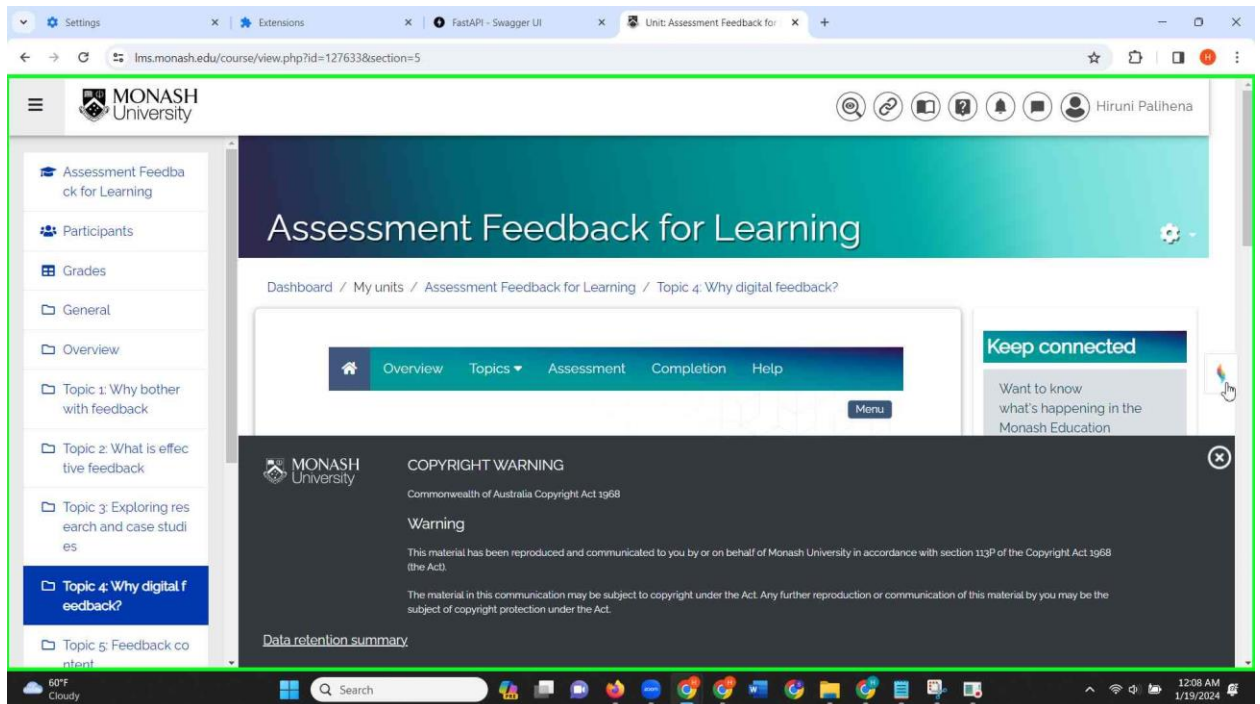 Settings
Extensions
FastAPI - Swagger UI
Unit: Assessment Feedback for
lms.monash.edu/course/view.php?id=127633&section=5
H
MONASH
University
Hiruni Palihena
Assessment Feedba
ck for Learning
Participants
Grades
General
Overview
Topic 1: Why bother
with feedback
Topic 2: What is effec
tive feedback
Topic 3: Exploring res
earch and case studi
es
Topic 4: Why digital f
eedback?
Topic 5: Feedback co
ntent
Assessment Feedback for Learning
Dashboard / My units / Assessment Feedback for Learning / Topic 4: Why digital feedback?
Overview Topics Assessment Completion Help
Menu
Keep connected
Want to know
what's happening in the
Monash Education
MONASH
University
COPYRIGHT WARNING
Commonwealth of Australia Copyright Act 1968
Warning
This material has been reproduced and communicated to you by or on behalf of Monash University in accordance with section 113P of the Copyright Act 1968
(the Act).
The material in this communication may be subject to copyright under the Act. Any further reproduction or communication of this material by you may be the
subject of copyright protection under the Act.
Data retention summary
60°F
Cloudy
Search
12:08 AM
1/19/2024